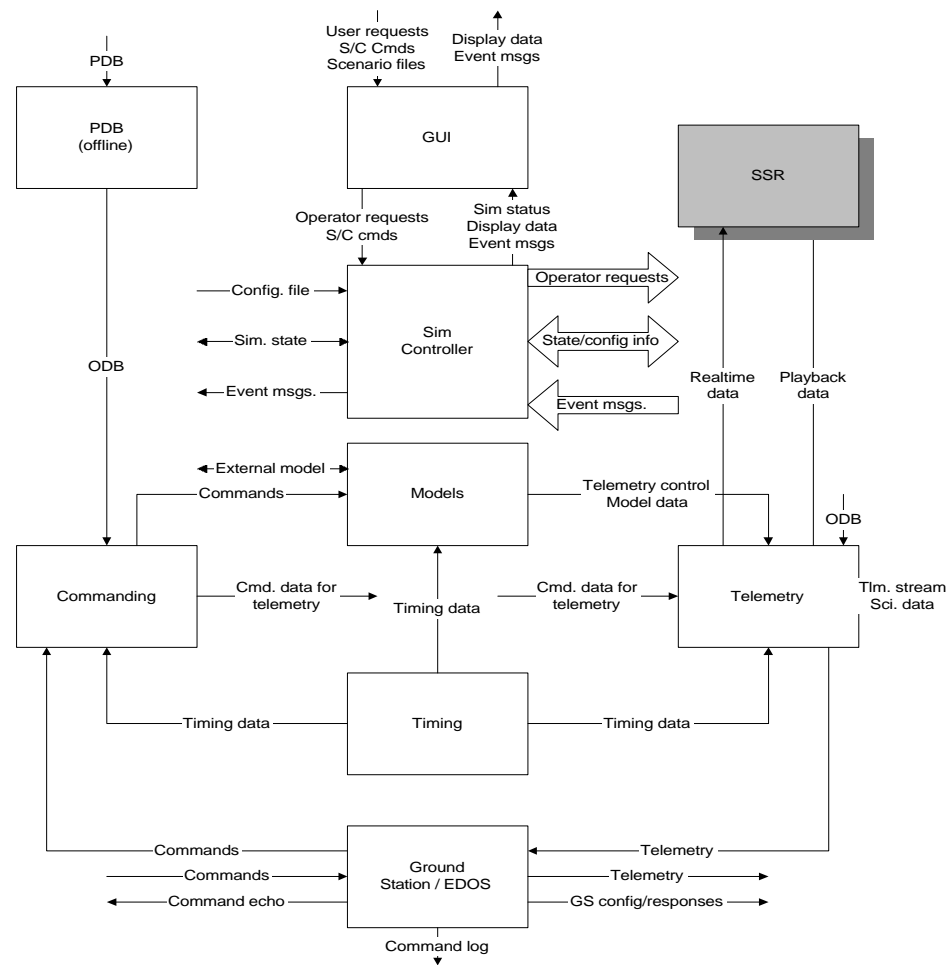 User requests
S/C Cmds
Scenario files
Display data
Event msgs
PDB
PDB
(offline)
GUI
SSR
Operator requests
S/C cmds
Sim status
Display data
Event msgs
Config. file
Sim. state
Event msgs.
Sim
Controller
Operator requests
State/config info
Event msgs.
ODB
Realtime
data
Playback
data
External model
Commands
Models
Telemetry control
Model data
ODB
Commanding
Cmd. data for
telemetry
Timing data
Cmd. data for
telemetry
Telemetry
Tlm. stream
Sci. data
Timing data
Timing
Timing data
Commands
Commands
Command echo
Ground
Station / EDOS
Telemetry
Telemetry
GS config/responses
Command log